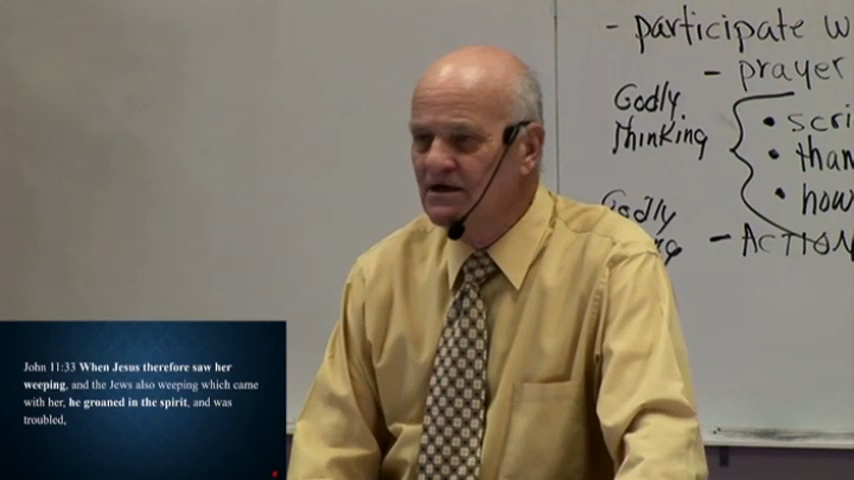 - participate w
- prayer
Godly
Thinking
• scri
• than
• how
Godly
- ACTION
John 11:33 When Jesus therefore saw her
weeping, and the Jews also weeping which came
with her, he groaned in the spirit, and was
troubled,